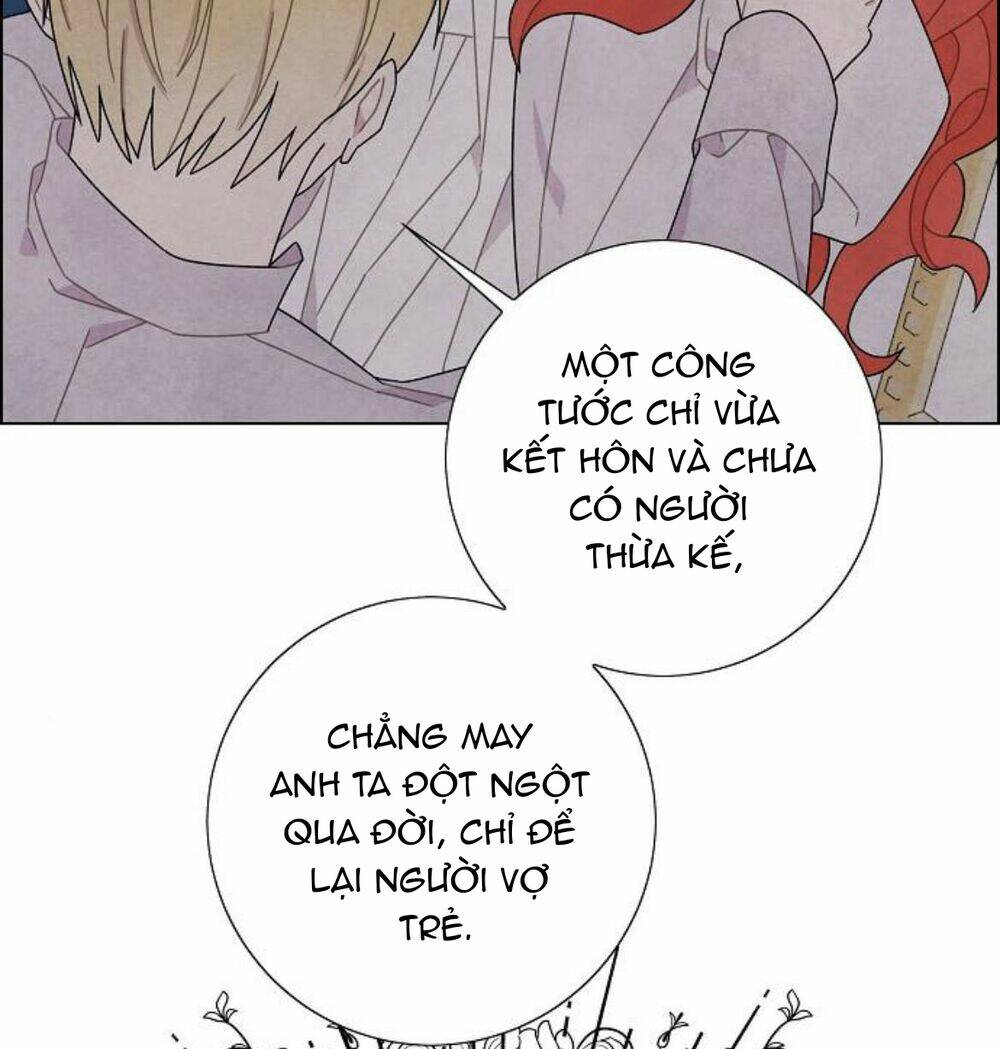 MỘT CÔNG
TƯỚC CHỈ VỪA
KẾT HÔN VÀ CHƯA
CÓ NGƯỜI
THỪA KẾ,
CHẲNG MAY
ANH TA ĐỘT NGỘT
QUA ĐỜI, CHỈ ĐỂ
LẠI NGƯỜI VỢ
TRẺ.